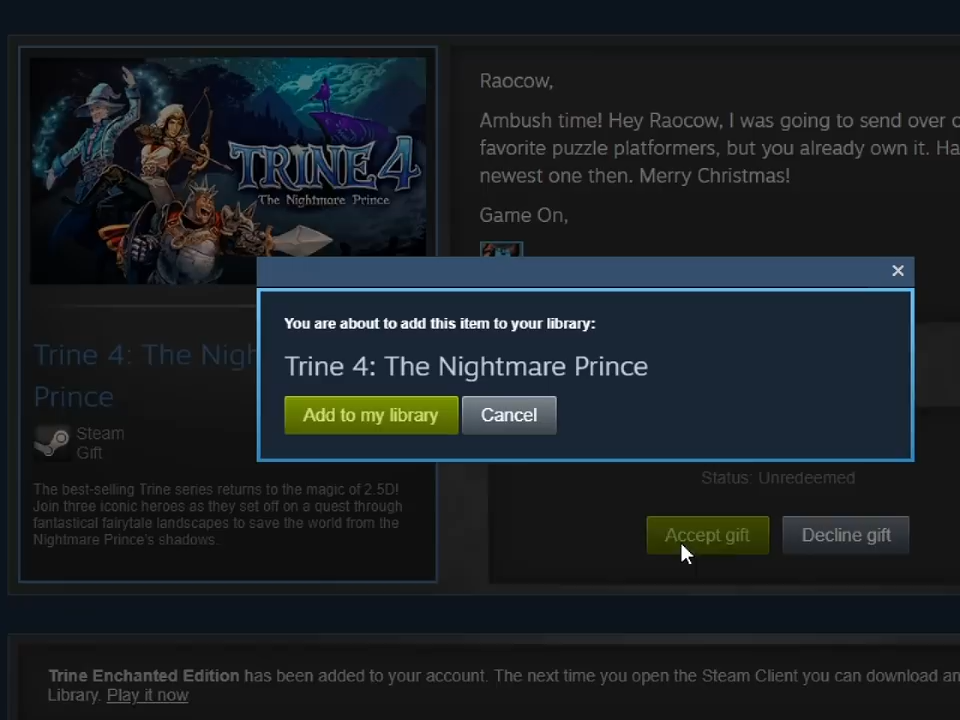 TRINE 4
The Nightmare Prince
Raocow,
Ambush time! Hey Raocow, I was going to send over
favorite puzzle platformers, but you already own it.
newest one then. Merry Christmas!
Game On,
You are about to add this item to your library:
Trine 4: The Nightmare Prince
Add to my library
Cancel
Trine 4: The
Prince
Steam
Gift
The best-selling Trine series returns to the magic of 2.5D!
Join three iconic heroes as they set off on a quest through
fantastical fairytale landscapes to save the world from the
Nightmare Prince's shadows.
Status: Unredeemed
Accept gift
Decline gift
Trine Enchanted Edition has been added to your account. The next time you open the Steam Client you can download
Library. Play it now